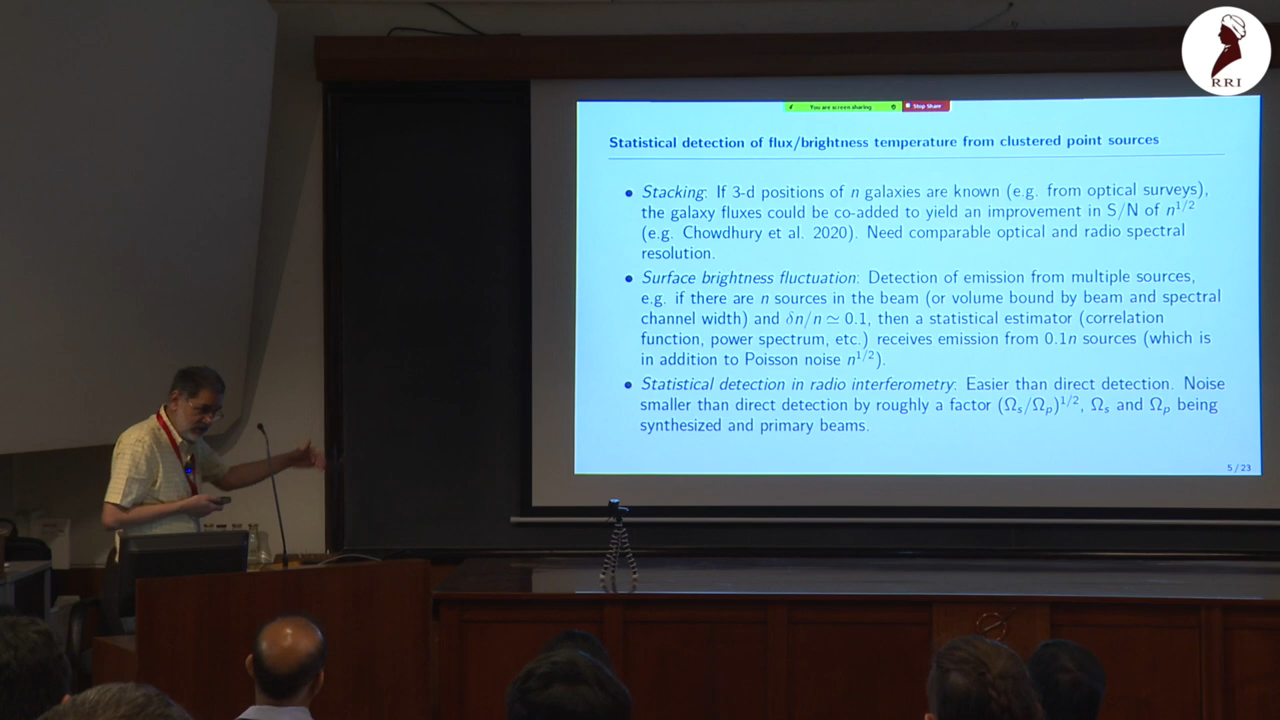 RRI
You are screen sharing
Stop Share
Statistical detection of flux/brightness temperature from clustered point sources
• Stacking: If 3-d positions of n galaxies are known (e.g. from optical surveys),
the galaxy fluxes could be co-added to yield an improvement in S/N of n^{1/2}
(e.g. Chowdhury et al. 2020). Need comparable optical and radio spectral
resolution.
• Surface brightness fluctuation: Detection of emission from multiple sources,
e.g. if there are n sources in the beam (or volume bound by beam and spectral
channel width) and δn/n ≃ 0.1, then a statistical estimator (correlation
function, power spectrum, etc.) receives emission from 0.1n sources (which is
in addition to Poisson noise n^{1/2}).
• Statistical detection in radio interferometry: Easier than direct detection. Noise
smaller than direct detection by roughly a factor (Ω_s/Ω_p)^{1/2}, Ω_s and Ω_p being
synthesized and primary beams.
5/23